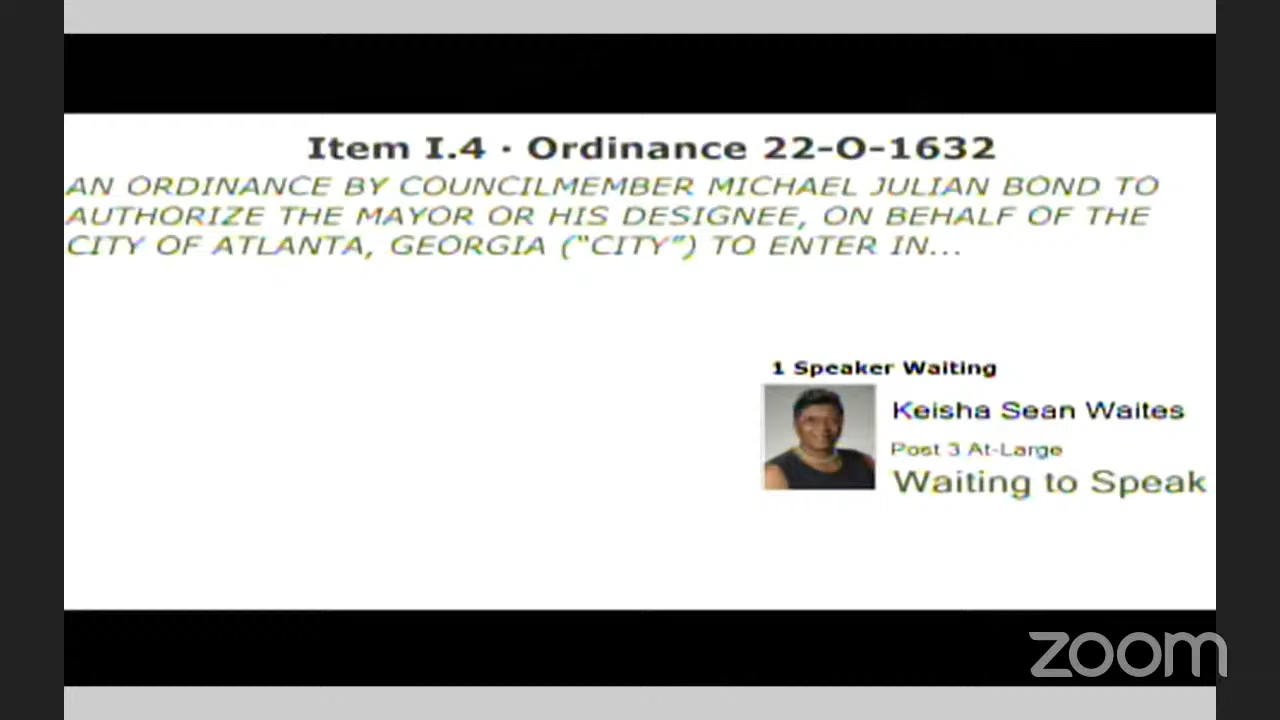 Item I.4 · Ordinance 22-O-1632
AN ORDINANCE BY COUNCILMEMBER MICHAEL JULIAN BOND TO
AUTHORIZE THE MAYOR OR HIS DESIGNEE, ON BEHALF OF THE
CITY OF ATLANTA, GEORGIA (“CITY”) TO ENTER IN...
1 Speaker Waiting
Keisha Sean Waites
Post 3 At-Large
Waiting to Speak
zoom